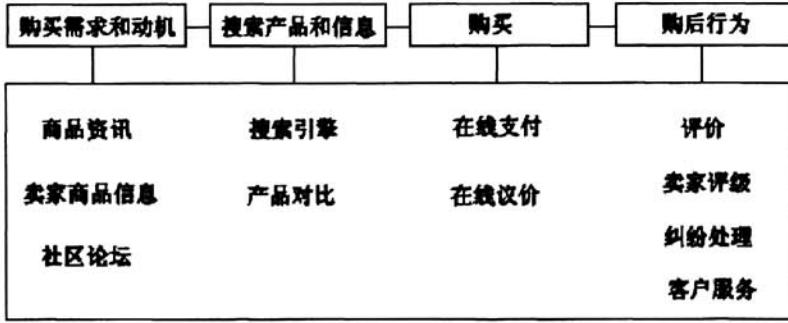 购买需求和动机 搜索产品和信息 购买 购后行为
商品资讯 搜索引擎 在线支付 评价
卖家商品信息 产品对比 在线议价 卖家评级
社区论坛 纠纷处理
客户服务